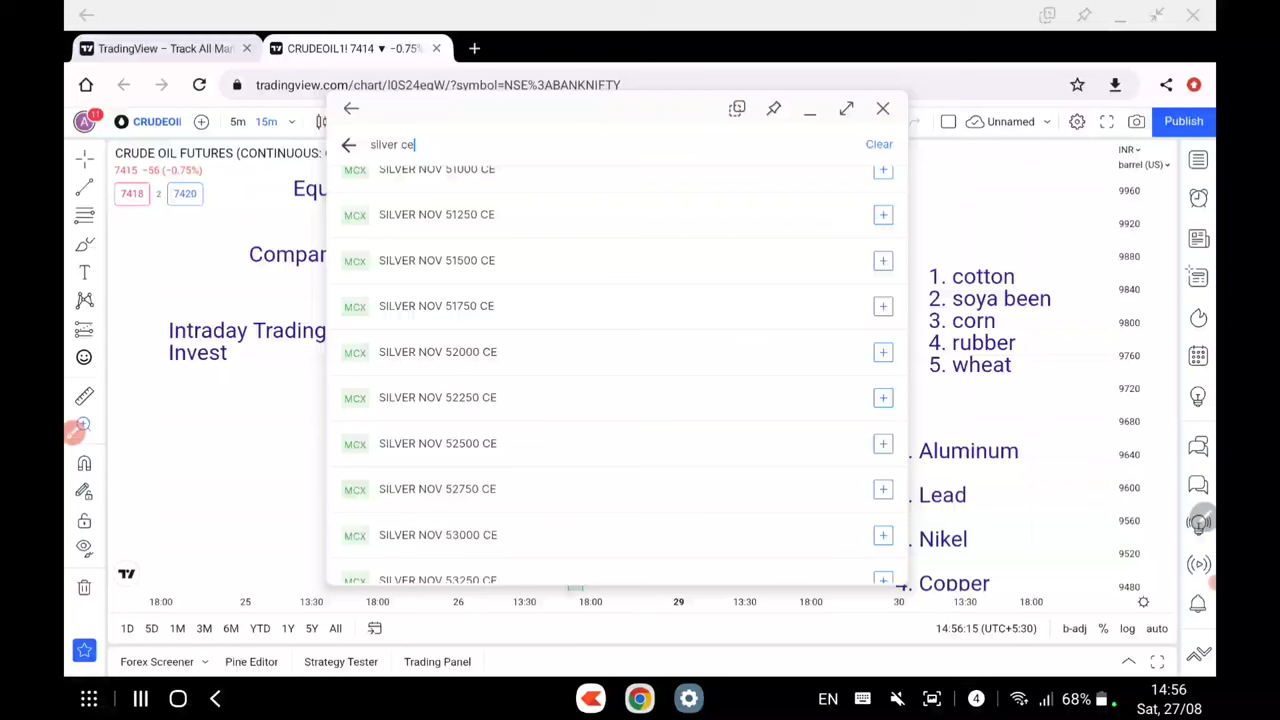 TradingView – Track All Mar
CRUDEOIL1! 7414 ▼ −0.75%
tradingview.com/chart/I0S24eqW/?symbol=NSE%3ABANKNIFTY
A
11
CRUDEOII
5m
15m
Unnamed
Publish
silver ce
Clear
CRUDE OIL FUTURES (CONTINUOUS:
7415 −56 (−0.75%)
7418
2
7420
Equ
Compar
Intraday Trading
Invest
MCX SILVER NOV 51000 CE
MCX SILVER NOV 51250 CE
MCX SILVER NOV 51500 CE
MCX SILVER NOV 51750 CE
MCX SILVER NOV 52000 CE
MCX SILVER NOV 52250 CE
MCX SILVER NOV 52500 CE
MCX SILVER NOV 52750 CE
MCX SILVER NOV 53000 CE
MCX SILVER NOV 53250 CE
1. cotton
2. soya been
3. corn
4. rubber
5. wheat
. Aluminum
. Lead
. Nikel
4. Copper
INR
barrel (US)
9960
9920
9880
9840
9800
9760
9720
9680
9640
9600
9560
9520
9480
18:00
25
13:30
18:00
26
13:30
18:00
29
13:30
18:00
30
13:30
18:00
1D
5D
1M
3M
6M
YTD
1Y
5Y
All
14:56:15 (UTC+5:30)
b-adj
%
log
auto
Forex Screener
Pine Editor
Strategy Tester
Trading Panel
EN
4
68%
14:56
Sat, 27/08